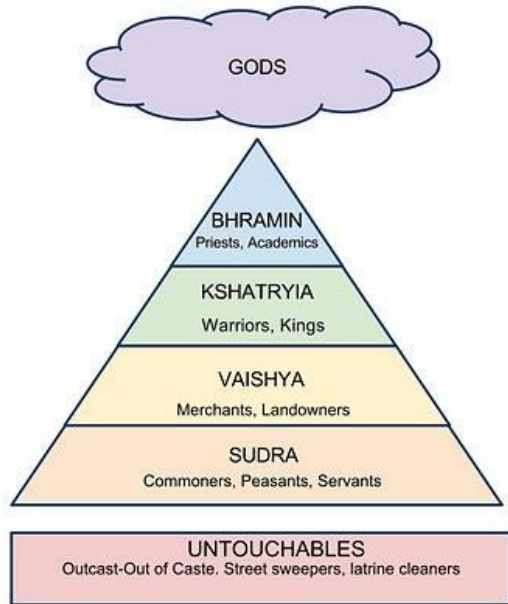 GODS
BHRAMIN
Priests, Academics
KSHATRYIA
Warriors, Kings
VAISHYA
Merchants, Landowners
SUDRA
Commoners, Peasants, Servants
UNTOUCHABLES
Outcast-Out of Caste. Street sweepers, latrine cleaners